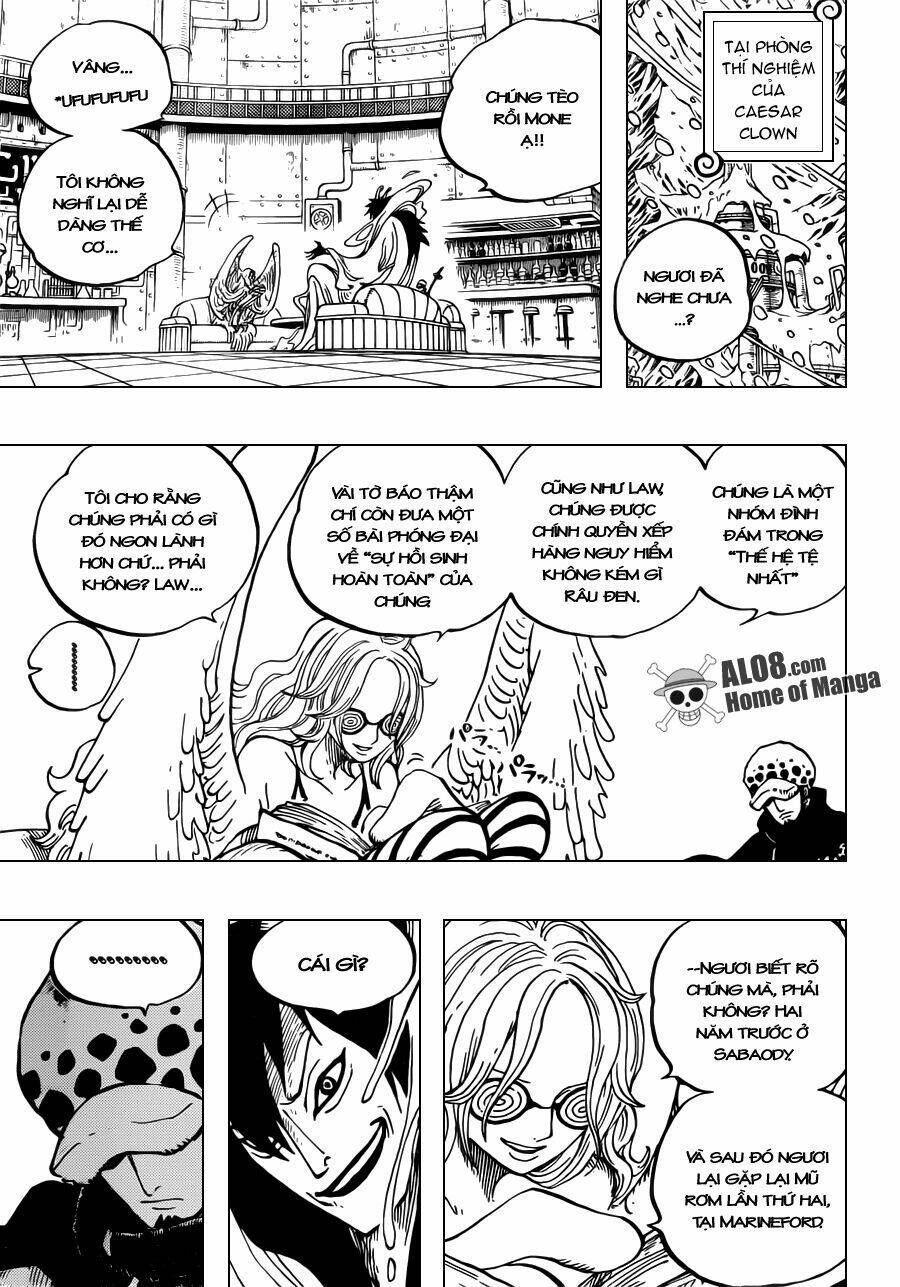 TẠI PHÒNG
THÍ NGHIỆM
CỦA
CAESAR
CLOWN
NGƯƠI ĐÃ
NGHE CHƯA
...?
CHÚNG TÈO
RỒI MONE
Ạ!!
VÂNG...
*UFUFUFUFU
TÔI KHÔNG
NGHĨ LẠI DỄ
DÀNG THẾ
CƠ...
CHÚNG LÀ MỘT
NHÓM ĐÌNH
ĐÁM TRONG
"THẾ HỆ TỆ
NHẤT"
CŨNG NHƯ LAW,
CHÚNG ĐƯỢC
CHÍNH QUYỀN XẾP
HÀNG NGUY HIỂM
KHÔNG KÉM GÌ
RÂU ĐEN.
VÀI TỜ BÁO THẬM
CHÍ CÒN ĐƯA MỘT
SỐ BÀI PHÓNG ĐẠI
VỀ "SỰ HỒI SINH
HOÀN TOÀN" CỦA
CHÚNG.
TÔI CHO RẰNG
CHÚNG PHẢI CÓ GÌ
ĐÓ NGON LÀNH
HƠN CHỨ... PHẢI
KHÔNG? LAW...
.........
パラッ...
AL08.com
Home of Manga
--NGƯƠI BIẾT RÕ
CHÚNG MÀ, PHẢI
KHÔNG? HAI
NĂM TRƯỚC Ở
SABAODY.
VÀ SAU ĐÓ NGƯƠI
LẠI GẶP LẠI MŨ
RƠM LẦN THỨ HAI,
TẠI MARINEFORD.
CÁI GÌ?
..........